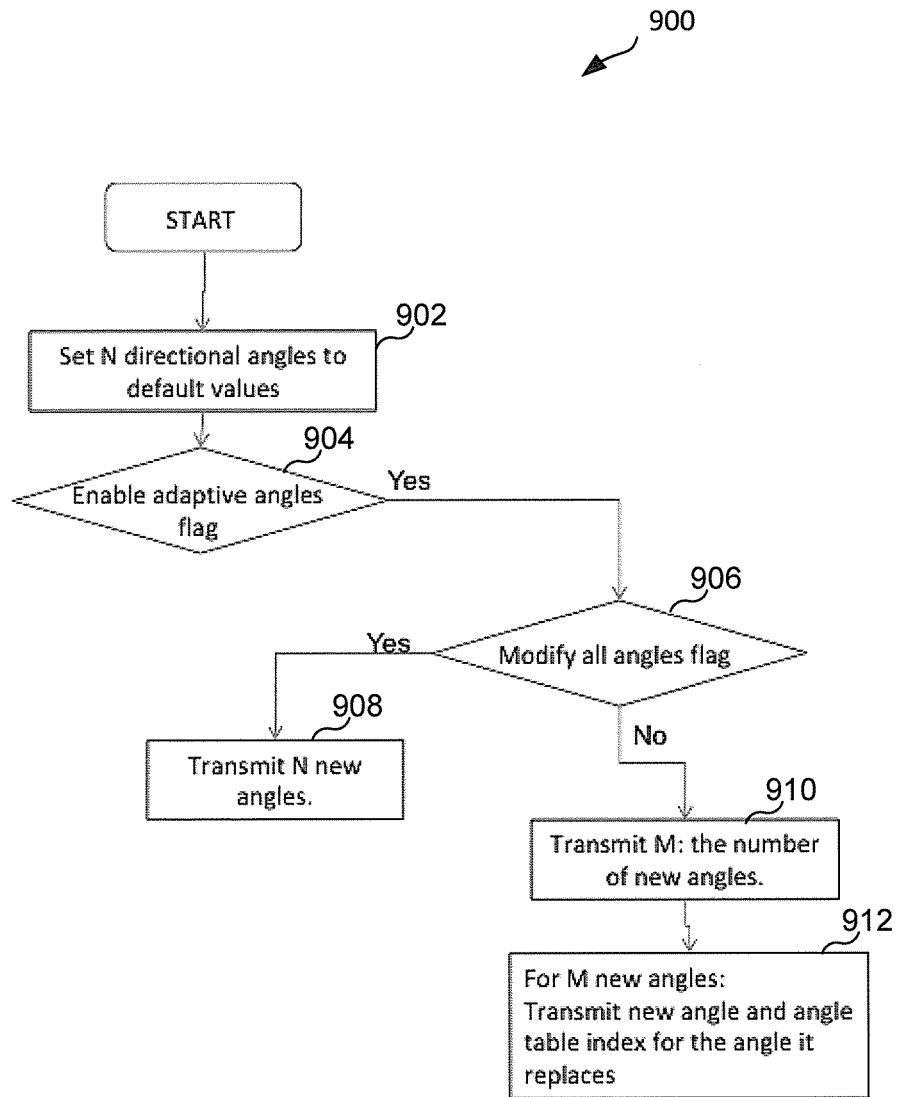 900
START
902
Set N directional angles to
default values
904
Enable adaptive angles
flag
Yes
906
Modify all angles flag
Yes
908
Transmit N new
angles.
No
910
Transmit M: the number
of new angles.
912
For M new angles:
Transmit new angle and angle
table index for the angle it
replaces